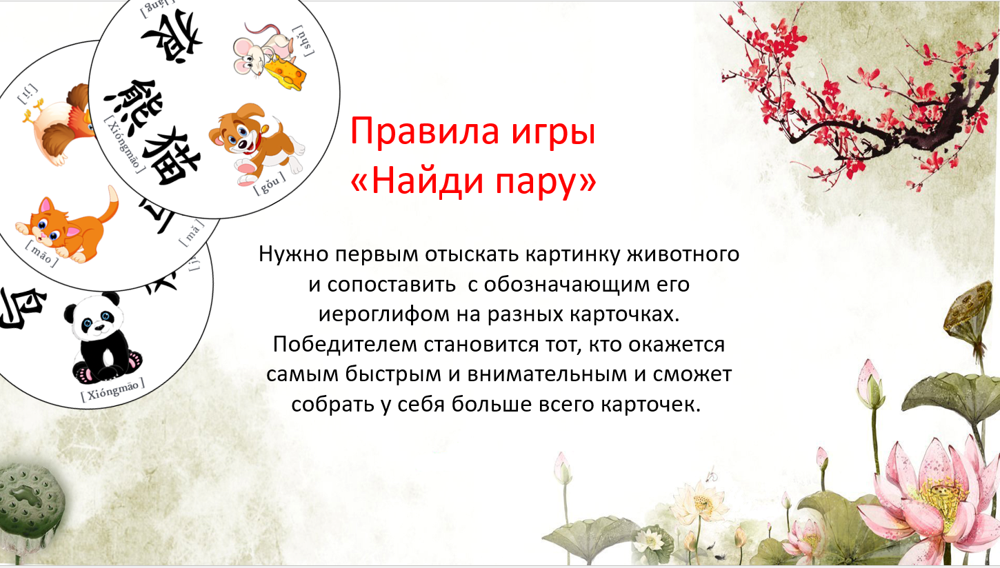 [ láng ]
狼
[ shǔ ]
熊猫
[ Xióngmāo ]
[ gǒu ]
[ jī ]
[ māo ]
[ mǎ ]
鸟
[ Xióngmāo ]
Правила игры
«Найди пару»
Нужно первым отыскать картинку животного
и сопоставить с обозначающим его
иероглифом на разных карточках.
Победителем становится тот, кто окажется
самым быстрым и внимательным и сможет
собрать у себя больше всего карточек.